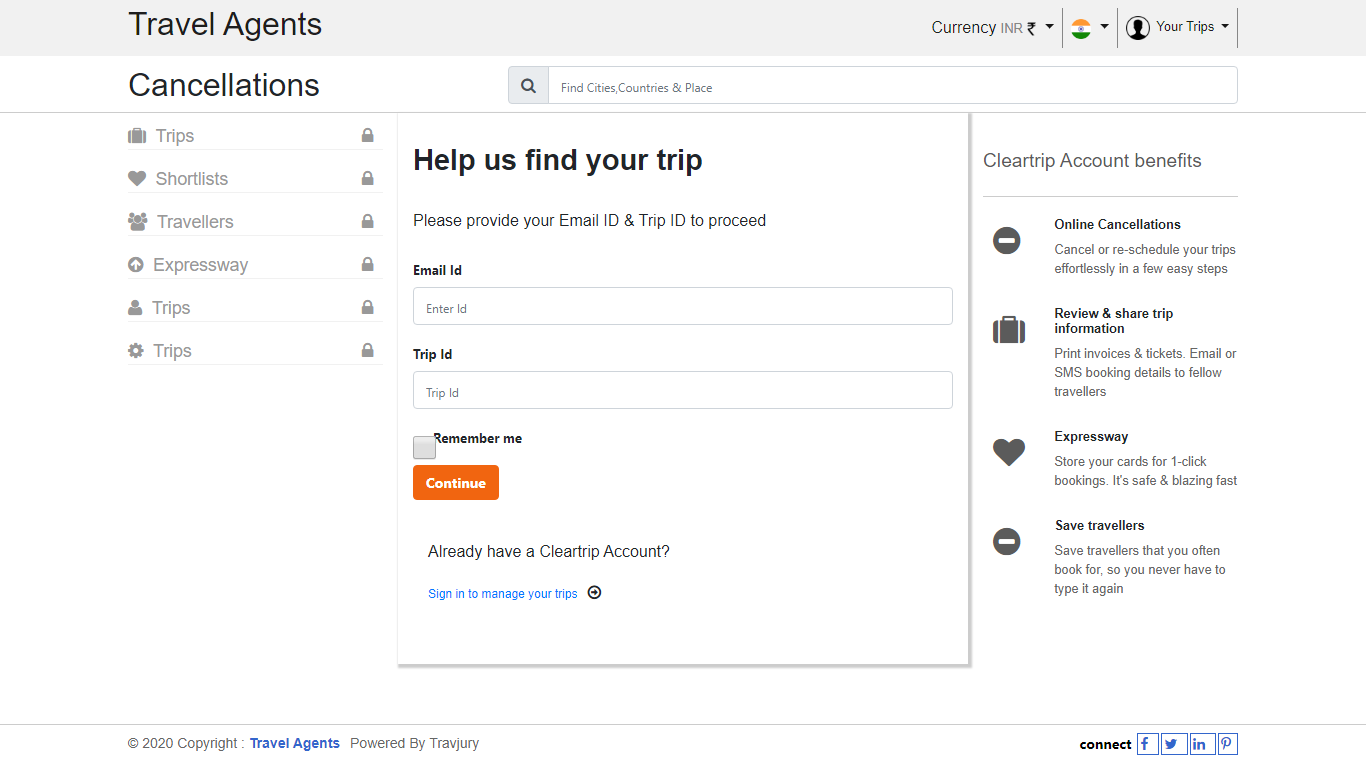 Travel Agents
Currency INR ₹
Your Trips
Cancellations
Find Cities,Countries & Place
Trips
Shortlists
Travellers
Expressway
Trips
Trips
Help us find your trip
Please provide your Email ID & Trip ID to proceed
Email Id
Enter Id
Trip Id
Trip Id
Remember me
Continue
Already have a Cleartrip Account?
Sign in to manage your trips
Cleartrip Account benefits
Online Cancellations
Cancel or re-schedule your trips
effortlessly in a few easy steps
Review & share trip
information
Print invoices & tickets. Email or
SMS booking details to fellow
travellers
Expressway
Store your cards for 1-click
bookings. It's safe & blazing fast
Save travellers
Save travellers that you often
book for, so you never have to
type it again
© 2020 Copyright : Travel Agents Powered By Travjury
connect